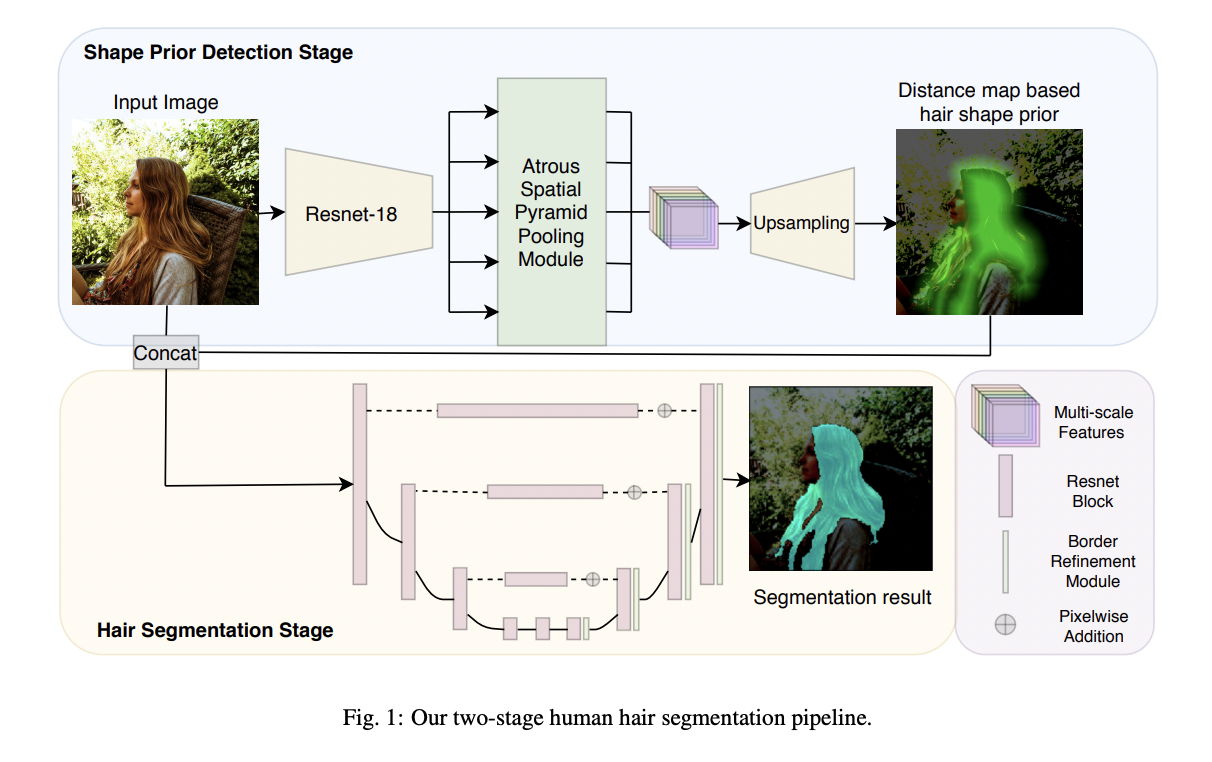 Shape Prior Detection Stage
Input Image
Resnet-18
Atrous
Spatial
Pyramid
Pooling
Module
Upsampling
Distance map based
hair shape prior
Concat
Hair Segmentation Stage
Segmentation result
Multi-scale
Features
Resnet
Block
Border
Refinement
Module
Pixelwise
Addition
Fig. 1: Our two-stage human hair segmentation pipeline.